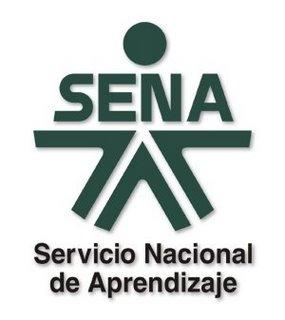 SENA
Servicio Nacional
de Aprendizaje